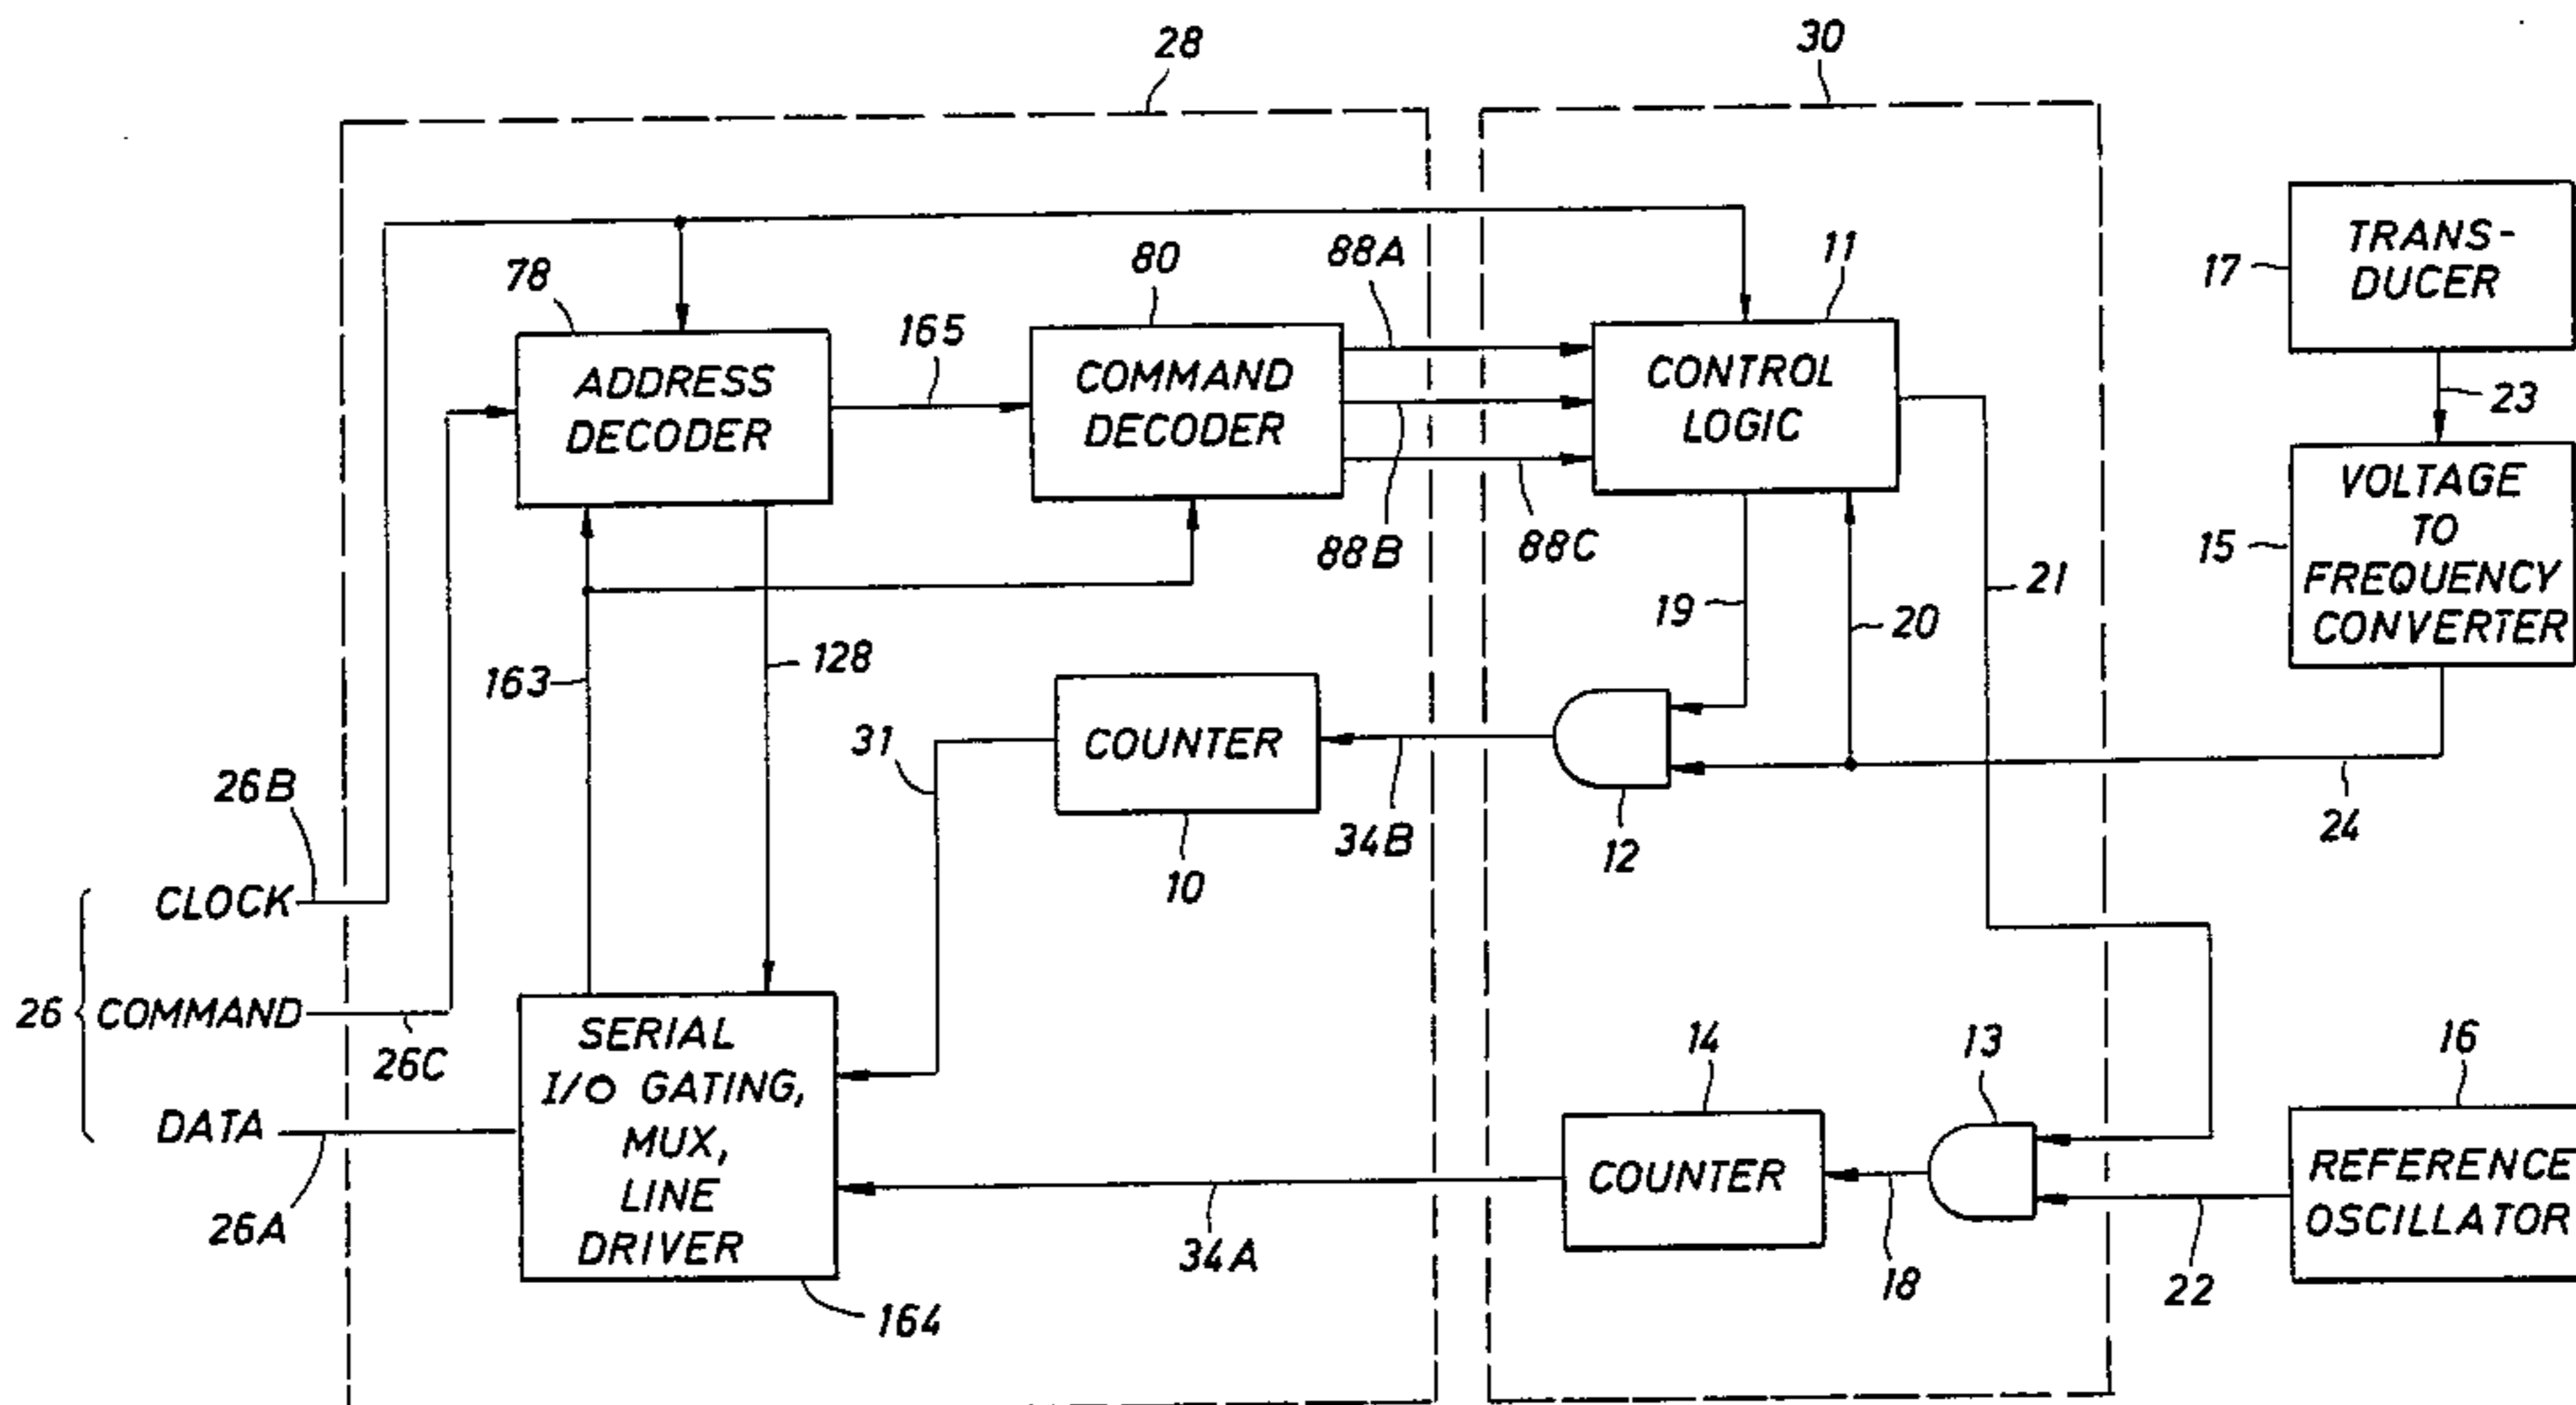 28
30
17
TRANS-
DUCER
23
78
ADDRESS
DECODER
165
80
COMMAND
DECODER
88A
88B
88C
11
CONTROL
LOGIC
15
VOLTAGE
TO
FREQUENCY
CONVERTER
19
20
21
163
128
31
COUNTER
10
34B
12
24
26B
26
CLOCK
COMMAND
26C
DATA
26A
SERIAL
I/O GATING,
MUX,
LINE
DRIVER
164
34A
14
COUNTER
18
13
22
16
REFERENCE
OSCILLATOR